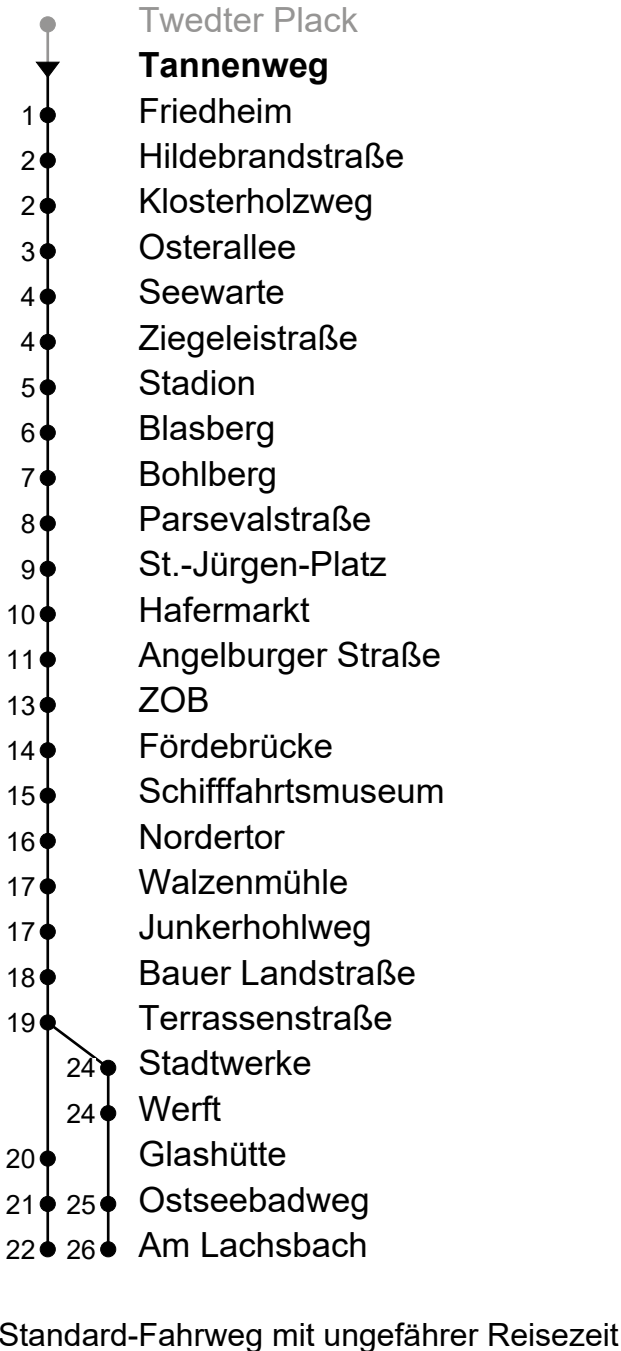 Twedter Plack
Tannenweg
1 Friedheim
2 Hildebrandstraße
2 Klosterholzweg
3 Osterallee
4 Seewarte
4 Ziegeleistraße
5 Stadion
6 Blasberg
7 Bohlberg
8 Parsevalstraße
9 St.-Jürgen-Platz
10 Hafermarkt
11 Angelburger Straße
13 ZOB
14 Fördebrücke
15 Schifffahrtsmuseum
16 Nordertor
17 Walzenmühle
17 Junkerhohlweg
18 Bauer Landstraße
19 Terrassenstraße
24 Stadtwerke
24 Werft
20 Glashütte
21 25 Ostseebadweg
22 26 Am Lachsbach
Standard-Fahrweg mit ungefährer Reisezeit